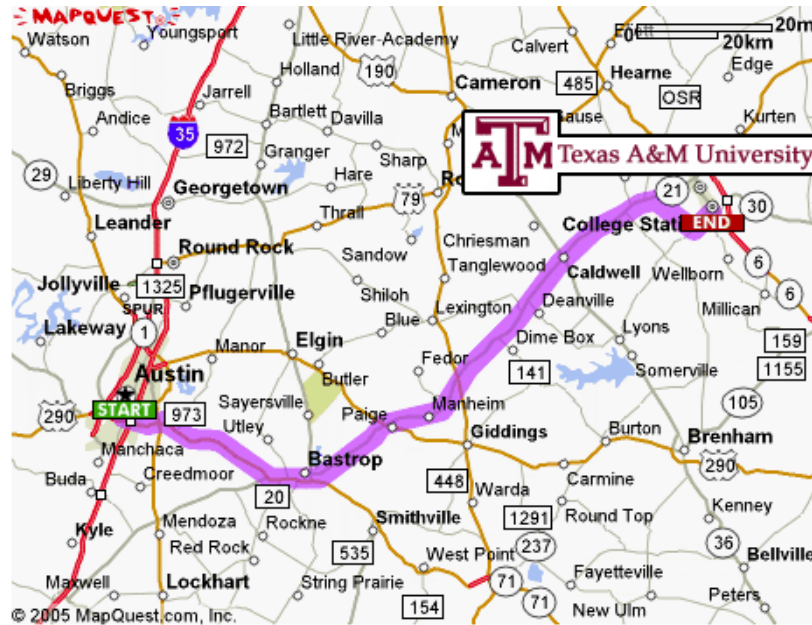 MAPQUEST.
Watson
Youngsport
Little River-Academy
Calvert
20m
0
20km
Briggs
Holland
190
Cameron
485
Hearne
Edge
Jarrell
OSR
Andice
35
972
Bartlett
Davilla
Kurten
Granger
Sharp
ATM Texas A&M University
29
Liberty Hill
Georgetown
Hare
79
21
30
Leander
Thrall
Chriesman
College Stati
END
Round Rock
Sandow
Jollyville
1325
Pflugerville
Shiloh
Tanglewood
Caldwell
Wellborn
6
SPUR
Lakeway
1
Blue
Lexington
Deanville
Millican
6
Elgin
Manor
Dime Box
Lyons
159
Austin
Butler
Fedor
141
Somerville
1155
START
290
973
Sayersville
Paige
Manheim
105
Utley
Giddings
Burton
Brenham
Manchaca
Bastrop
290
Buda
Creedmoor
20
448
Carmine
Warda
Kenney
Kyle
Mendoza
Rockne
Smithville
1291
Round Top
36
Red Rock
535
237
West Point
Bellville
Maxwell
Lockhart
String Prairie
71
Fayetteville
Peters
154
71
New Ulm
© 2005 MapQuest.com, Inc.